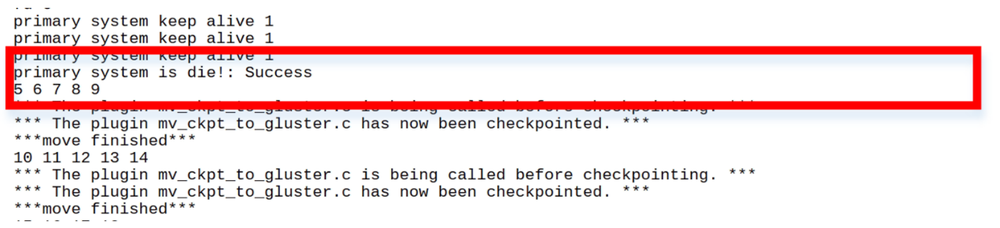 primary system keep alive 1
primary system keep alive 1
primary system keep alive 1
primary system is die!: Success
5 6 7 8 9
*** The plugin mv_ckpt_to_gluster.c is being called before checkpointing. ***
*** The plugin mv_ckpt_to_gluster.c has now been checkpointed. ***
***move finished***
10 11 12 13 14
*** The plugin mv_ckpt_to_gluster.c is being called before checkpointing. ***
*** The plugin mv_ckpt_to_gluster.c has now been checkpointed. ***
***move finished***